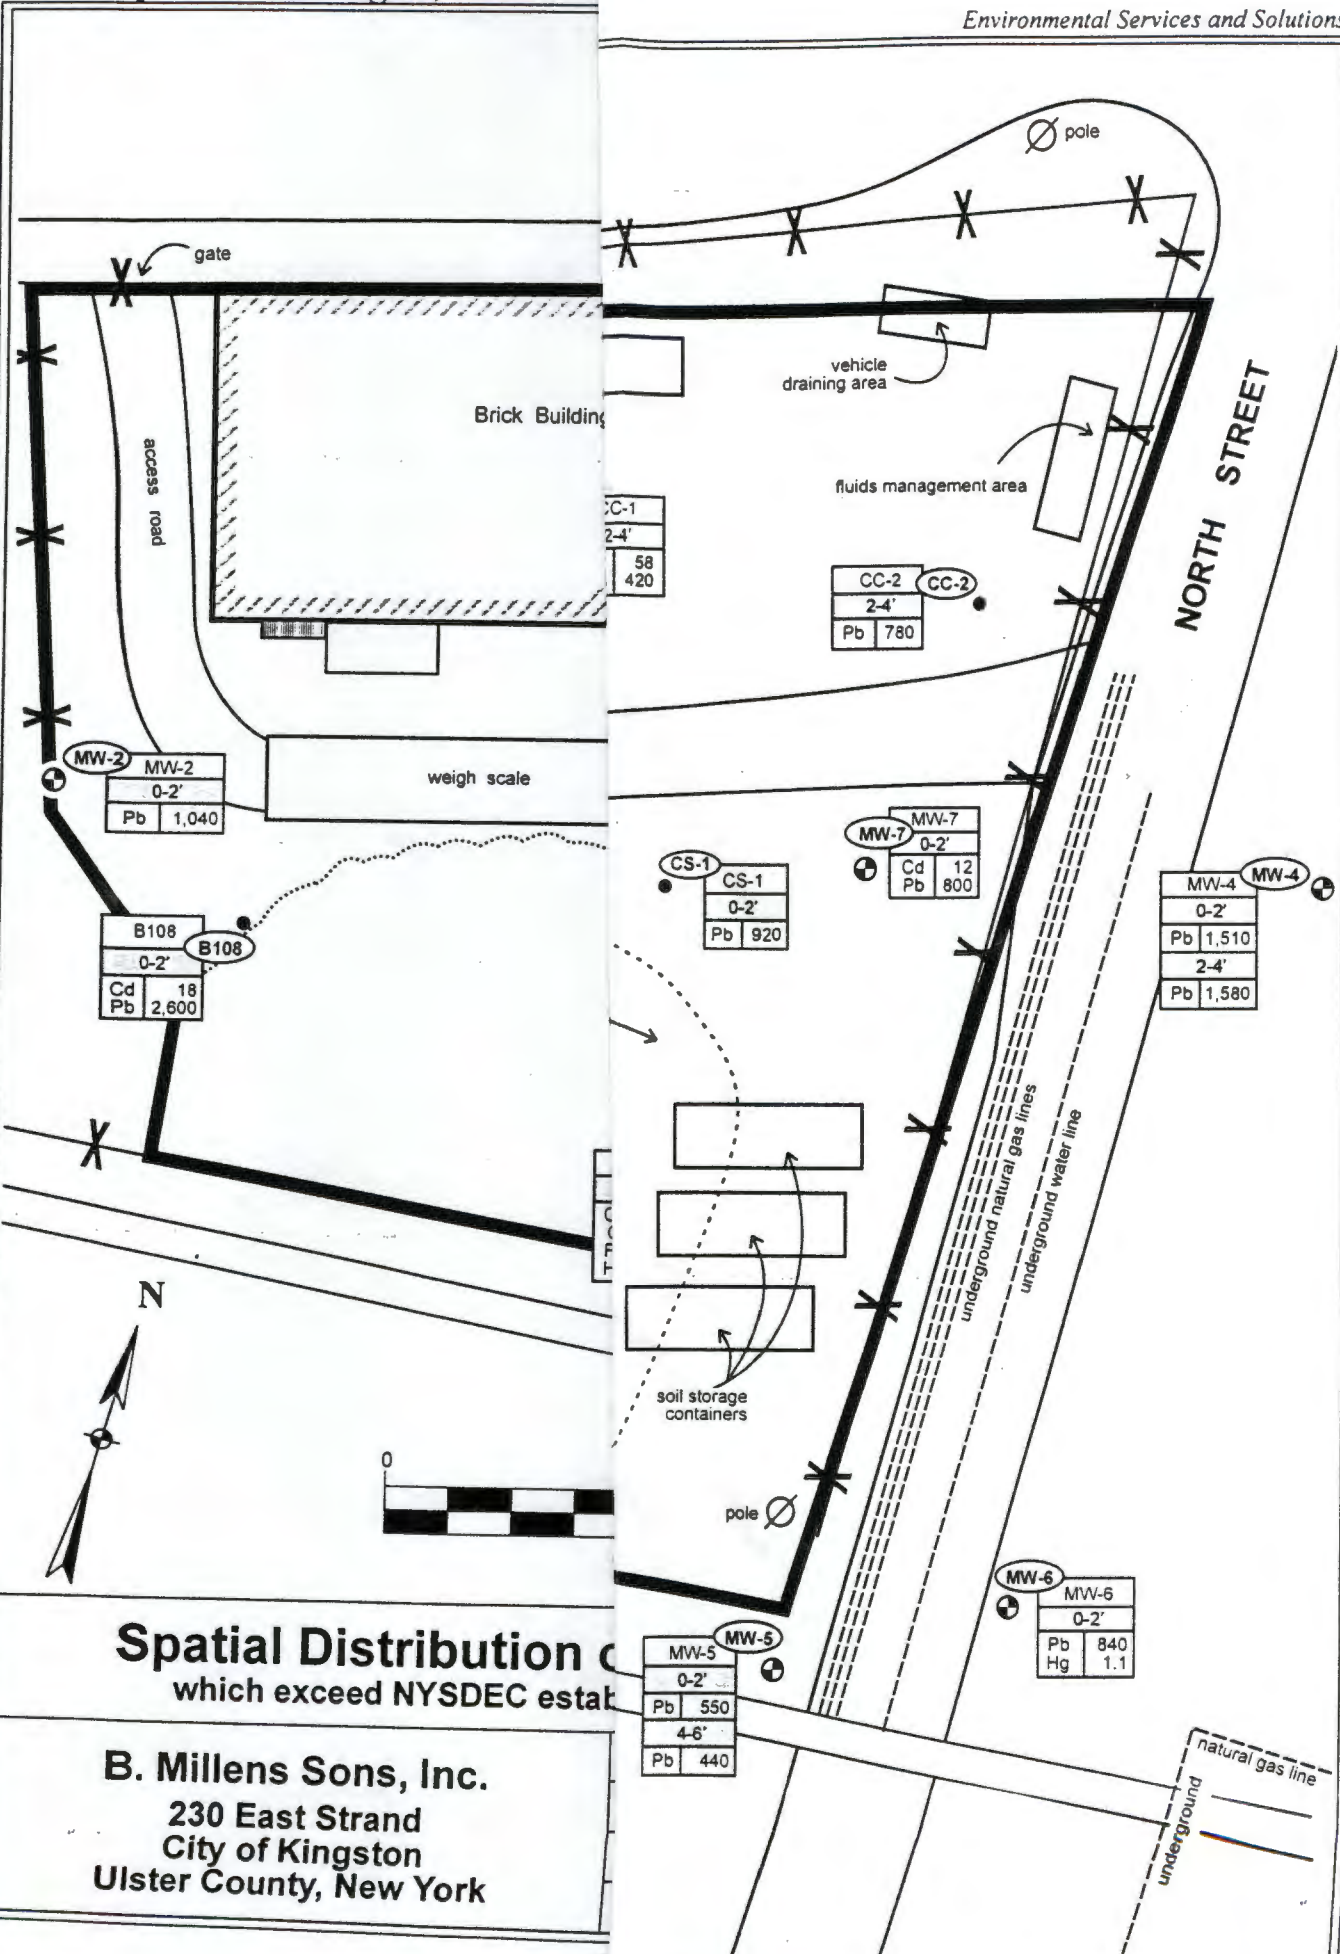 Environmental Services and Solutions
pole
gate
vehicle
draining area
Brick Building
access road
fluids management area
NORTH STREET
CC-1
2-4'
58
420
CC-2
CC-2
2-4'
Pb 780
MW-2
MW-2
0-2'
Pb 1,040
weigh scale
MW-7
MW-7
0-2'
Cd 12
Pb 800
CS-1
CS-1
0-2'
Pb 920
MW-4
MW-4
0-2'
Pb 1,510
2-4'
Pb 1,580
B108
B108
0-2'
Cd 18
Pb 2,600
underground natural gas lines
underground water line
N
soil storage
containers
0
pole
MW-6
MW-6
0-2'
Pb 840
Hg 1.1
Spatial Distribution
which exceed NYSDEC estab
MW-5
MW-5
0-2'
Pb 550
4-6'
Pb 440
B. Millens Sons, Inc.
230 East Strand
City of Kingston
Ulster County, New York
natural gas line
underground